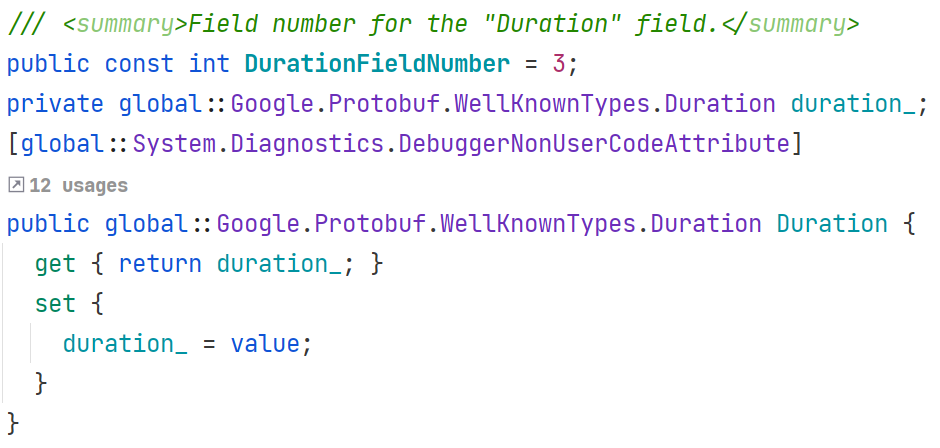 /// <summary>Field number for the "Duration" field.</summary>
public const int DurationFieldNumber = 3;
private global::Google.Protobuf.WellKnownTypes.Duration duration_;
[global::System.Diagnostics.DebuggerNonUserCodeAttribute]
12 usages
public global::Google.Protobuf.WellKnownTypes.Duration Duration {
  get { return duration_; }
  set {
    duration_ = value;
  }
}